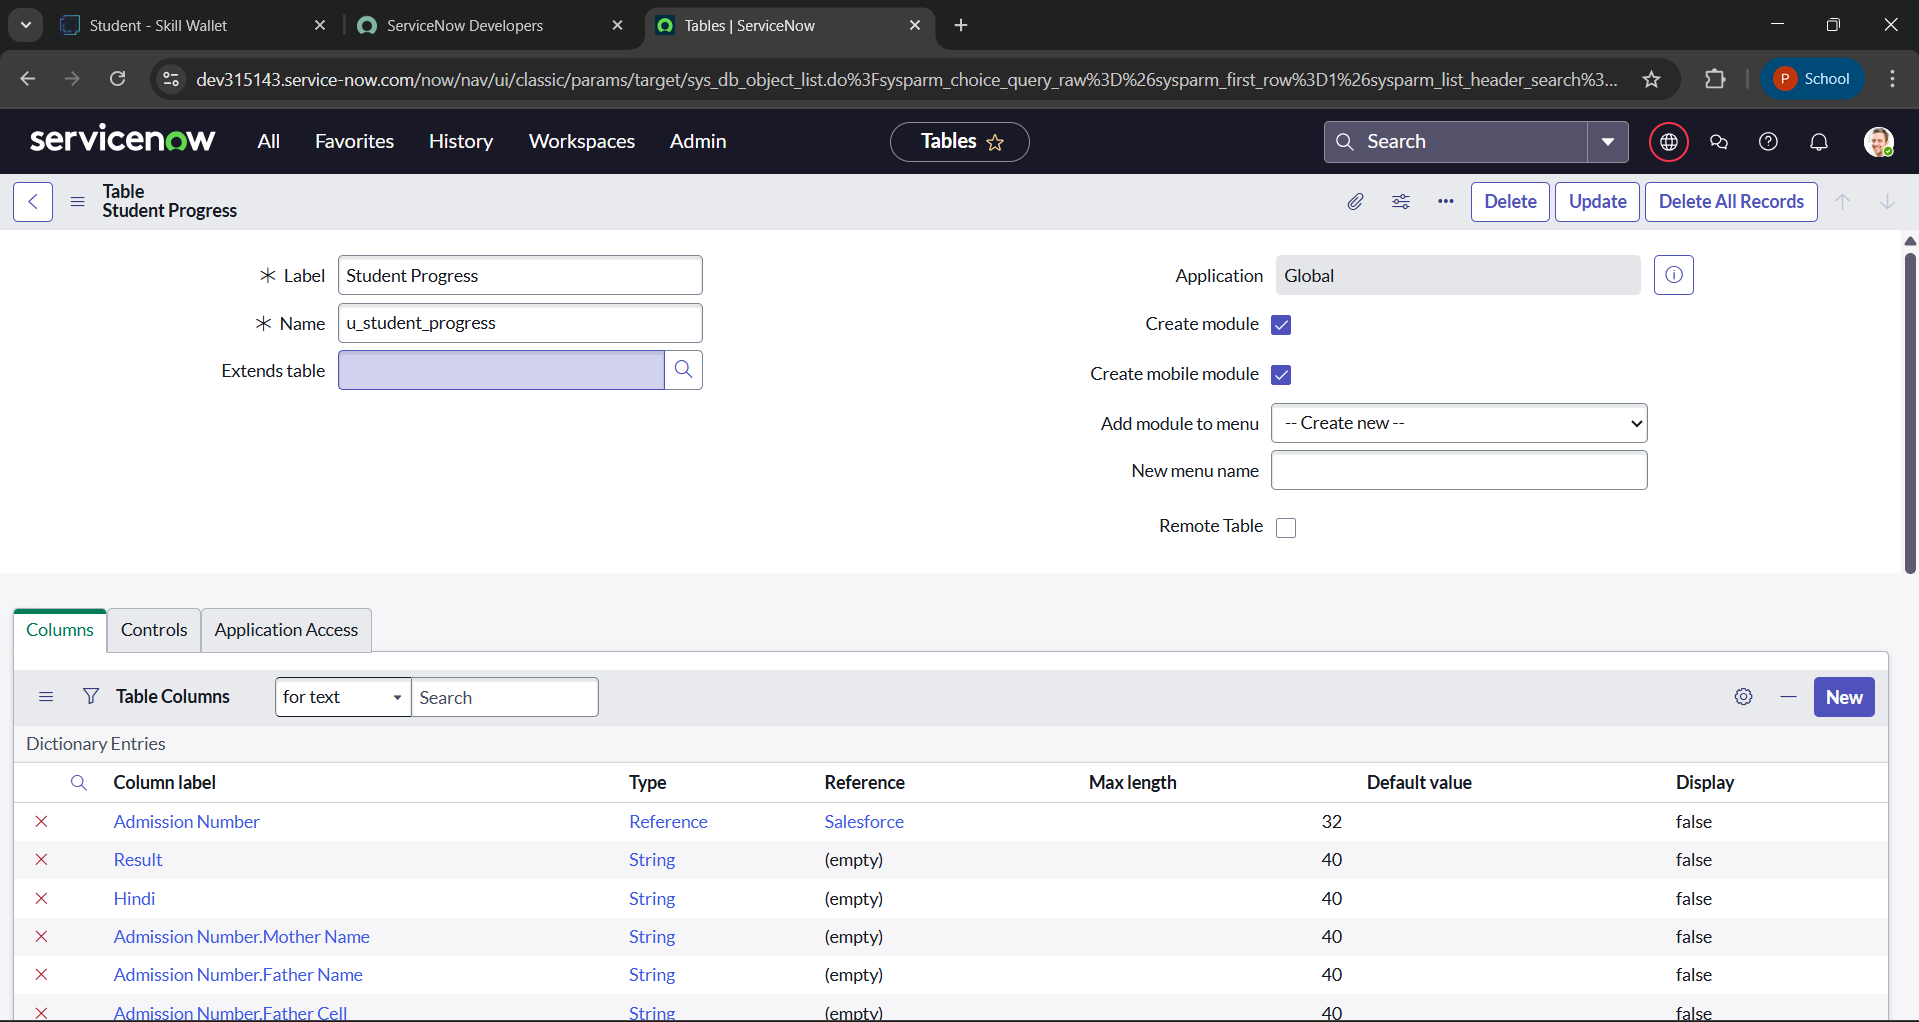 Student - Skill Wallet
ServiceNow Developers
Tables | ServiceNow
dev315143.service-now.com/now/nav/ui/classic/params/target/sys_db_object_list.do%3Fsysparm_choice_query_raw%3D%26sysparm_first_row%3D1%26sysparm_list_header_search%3...
P School
servicenow All Favorites History Workspaces Admin Tables Search
Table
Student Progress
Delete Update Delete All Records
Label Student Progress
Application Global
Name u_student_progress
Create module
Extends table
Create mobile module
Add module to menu -- Create new --
New menu name
Remote Table
Columns Controls Application Access
Table Columns for text Search New
Dictionary Entries
Column label Type Reference Max length Default value Display
Admission Number Reference Salesforce 32 false
Result String (empty) 40 false
Hindi String (empty) 40 false
Admission Number.Mother Name String (empty) 40 false
Admission Number.Father Name String (empty) 40 false
Admission Number.Father Cell String (empty) 40 false